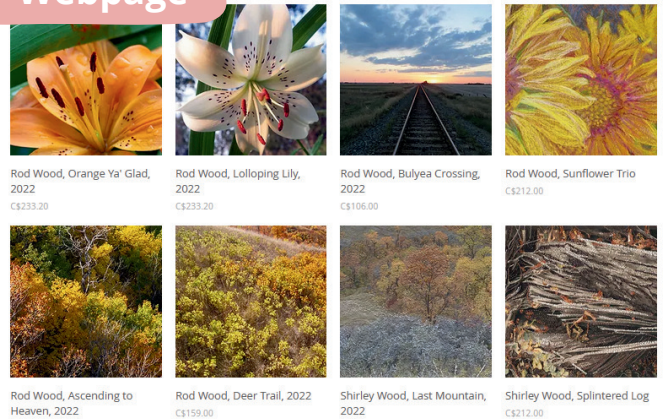 Webpage
Rod Wood, Orange Ya' Glad,
2022
C$233.20
Rod Wood, Lolloping Lily,
2022
C$233.20
Rod Wood, Bulyea Crossing,
2022
C$106.00
Rod Wood, Sunflower Trio
C$212.00
Rod Wood, Ascending to
Heaven, 2022
Rod Wood, Deer Trail, 2022
C$159.00
Shirley Wood, Last Mountain,
2022
Shirley Wood, Splintered Log
C$212.00